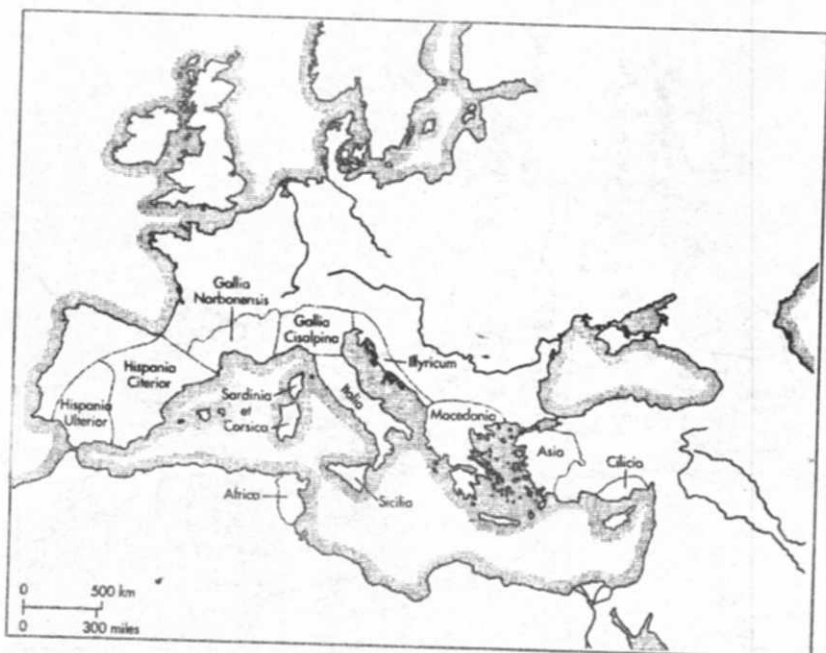 Gallia
Narbonensis
Gallia
Cisalpina
Illyricum
Hispania
Citerior
Hispania
Ulterior
Sardinia
et
Corsica
Italia
Macedonia
Asia
Cilicia
Africa
Sicilia
0 500 km
0 300 miles